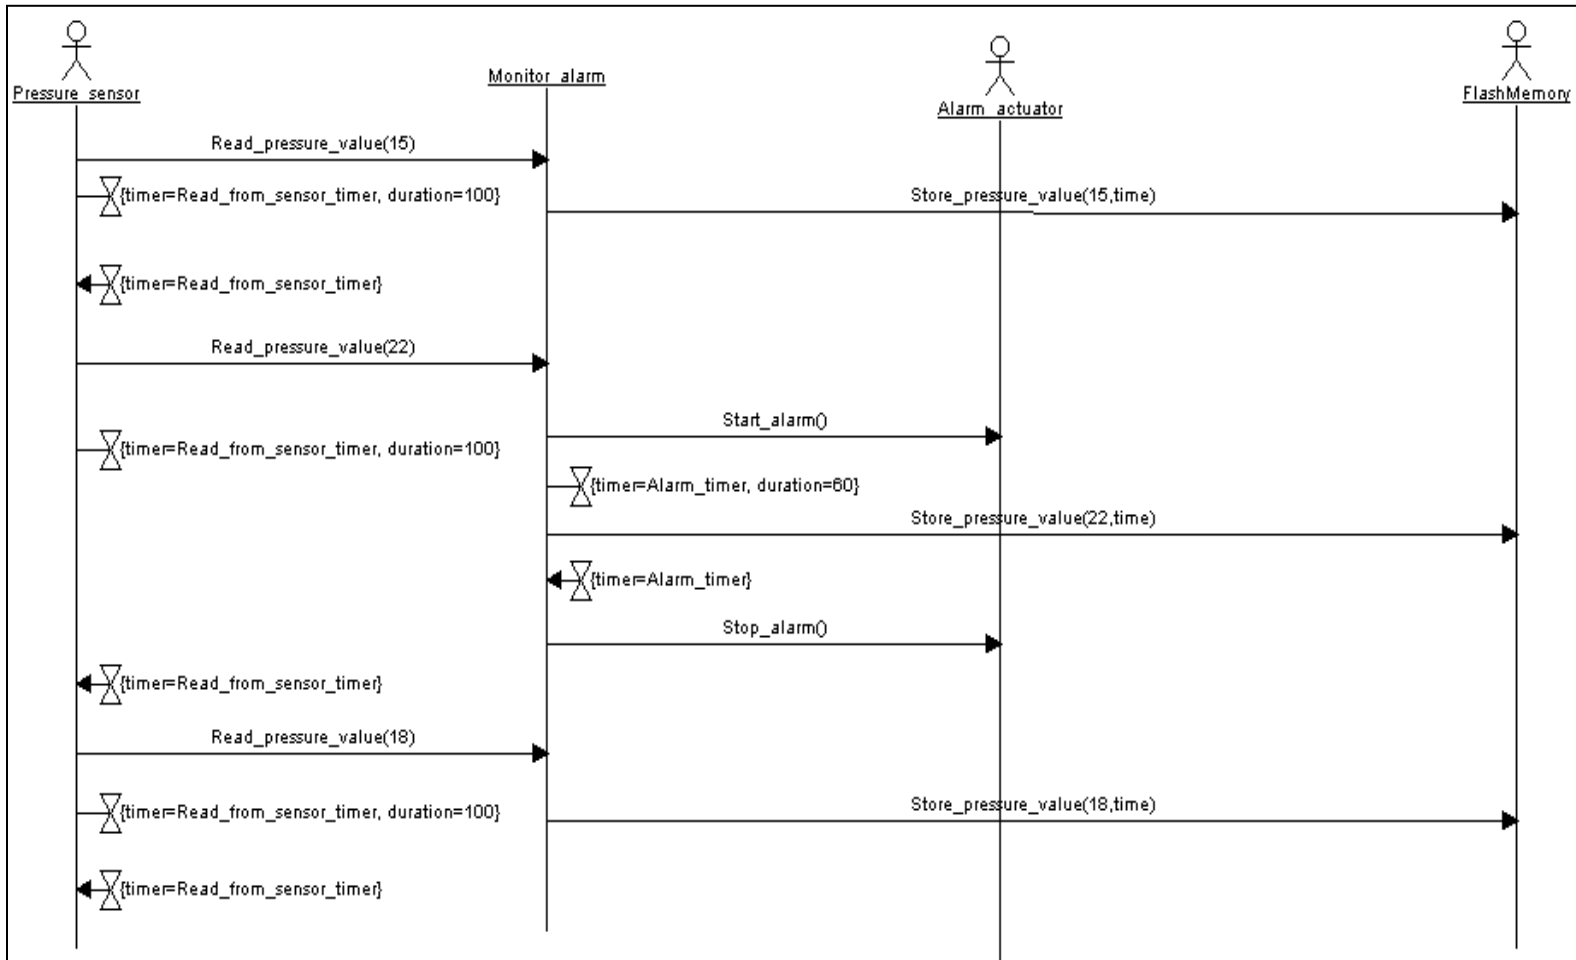 Pressure_sensor
Monitor_alarm
Alarm_actuator
FlashMemory
Read_pressure_value(15)
{timer=Read_from_sensor_timer, duration=100}
Store_pressure_value(15,time)
{timer=Read_from_sensor_timer}
Read_pressure_value(22)
Start_alarm()
{timer=Read_from_sensor_timer, duration=100}
{timer=Alarm_timer, duration=60}
Store_pressure_value(22,time)
{timer=Alarm_timer}
Stop_alarm()
{timer=Read_from_sensor_timer}
Read_pressure_value(18)
{timer=Read_from_sensor_timer, duration=100}
Store_pressure_value(18,time)
{timer=Read_from_sensor_timer}